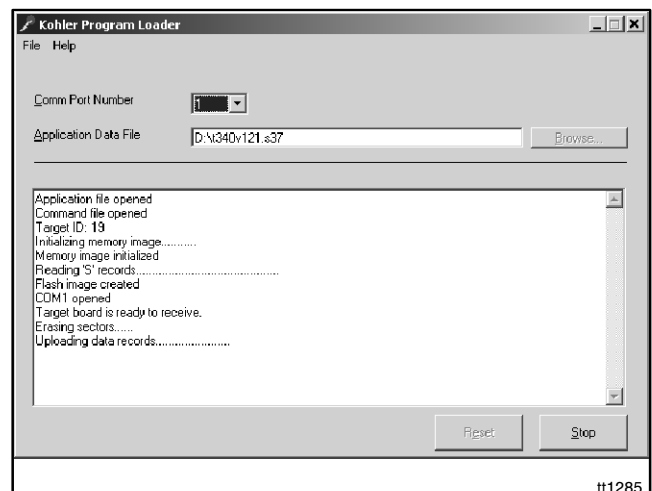 Kohler Program Loader
File Help
Comm Port Number
1
Application Data File
D:\t340v121.s37
Browse...
Application file opened
Command file opened
Target ID: 19
Initializing memory image...........
Memory image initialized
Reading 'S' records............................................
Flash image created
COM1 opened
Target board is ready to receive.
Erasing sectors......
Uploading data records.......................
Reset
Stop
tt1285